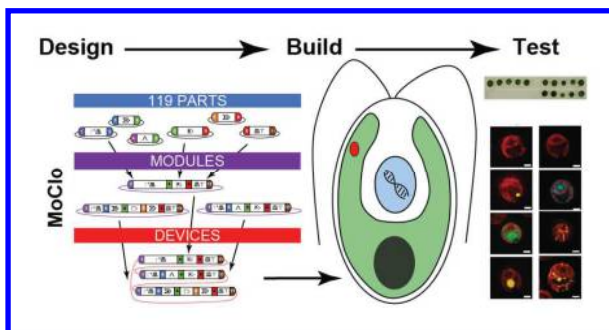 Design Build Test
119 PARTS
MODULES
MoClo
DEVICES